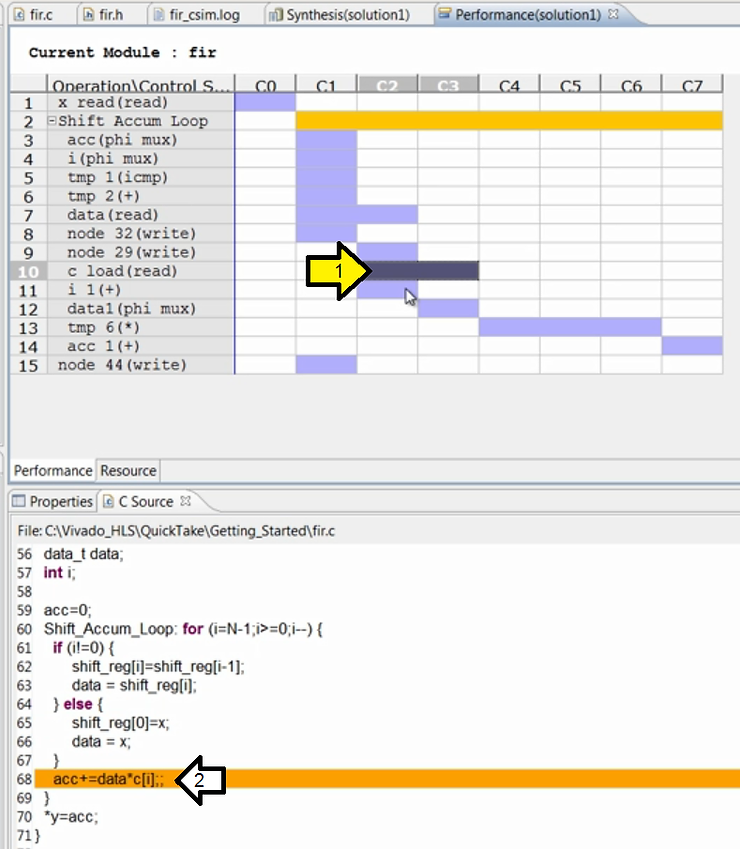 fir.c fir.h fir_csim.log Synthesis(solution1) Performance(solution1)
Current Module : fir
Operation\Control S... C0 C1 C2 C3 C4 C5 C6 C7
1 x read(read)
2 Shift Accum Loop
3 acc(phi mux)
4 i(phi mux)
5 tmp 1(icmp)
6 tmp 2(+)
7 data(read)
8 node 32(write)
9 node 29(write)
10 c load(read) 1
11 i 1(+)
12 data1(phi mux)
13 tmp 6(*)
14 acc 1(+)
15 node 44(write)
Performance Resource
Properties C Source
File: C:\Vivado_HLS\QuickTake\Getting_Started\fir.c
56 data_t data;
57 int i;
58
59 acc=0;
60 Shift_Accum_Loop: for (i=N-1;i>=0;i--) {
61 if (i!=0) {
62 shift_reg[i]=shift_reg[i-1];
63 data = shift_reg[i];
64 } else {
65 shift_reg[0]=x;
66 data = x;
67 }
68 acc+=data*c[i];; 2
69 }
70 *y=acc;
71 }